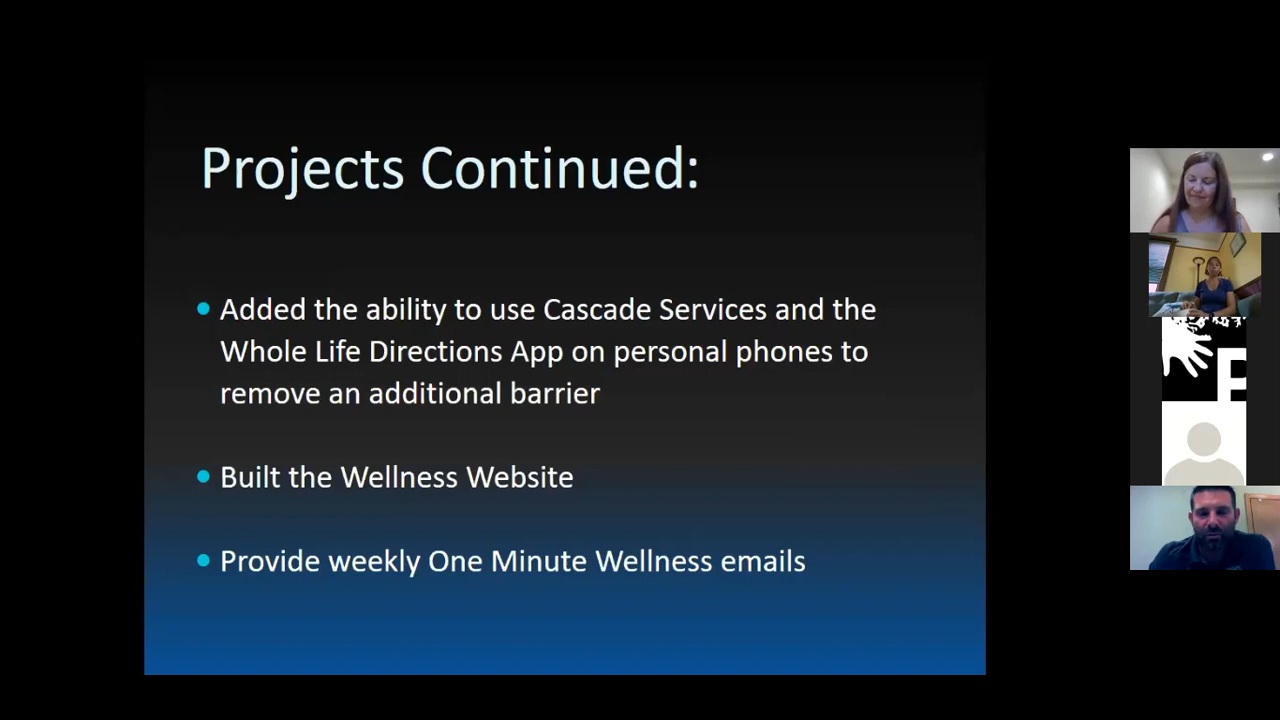 Projects Continued:
Added the ability to use Cascade Services and the
Whole Life Directions App on personal phones to
remove an additional barrier
Built the Wellness Website
Provide weekly One Minute Wellness emails
P